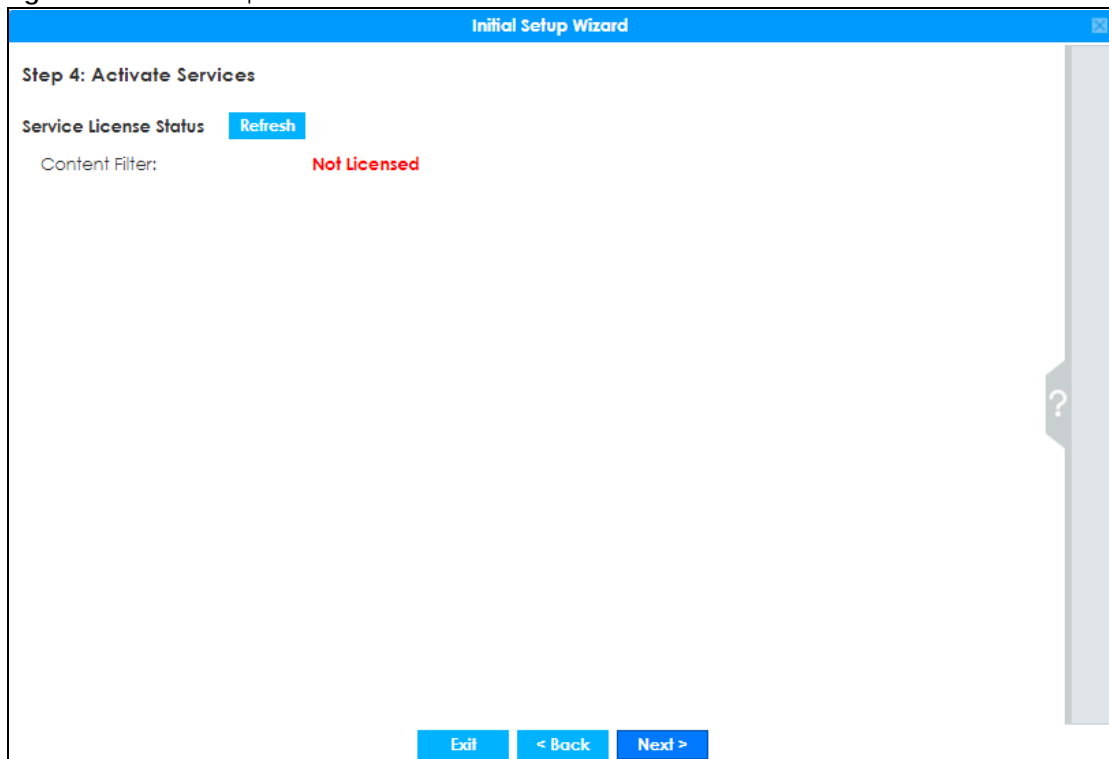 Initial Setup Wizard
Step 4: Activate Services
Service License Status Refresh
Content Filter: Not Licensed
?
Exit < Back Next >